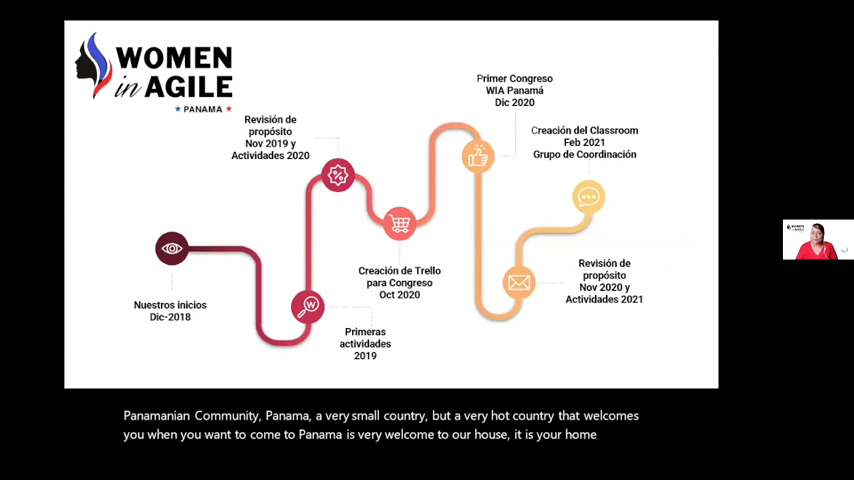 WOMEN
in AGILE
PANAMA
Primer Congreso
WIA Panamá
Dic 2020
Revisión de
propósito
Nov 2019 y
Actividades 2020
Creación del Classroom
Feb 2021
Grupo de Coordinación
Creación de Trello
para Congreso
Oct 2020
Revisión de
propósito
Nov 2020 y
Actividades 2021
Nuestros inicios
Dic-2018
W
Primeras
actividades
2019
WOMEN
in AGILE
Panamanian Community, Panama, a very small country, but a very hot country that welcomes
you when you want to come to Panama is very welcome to our house, it is your home